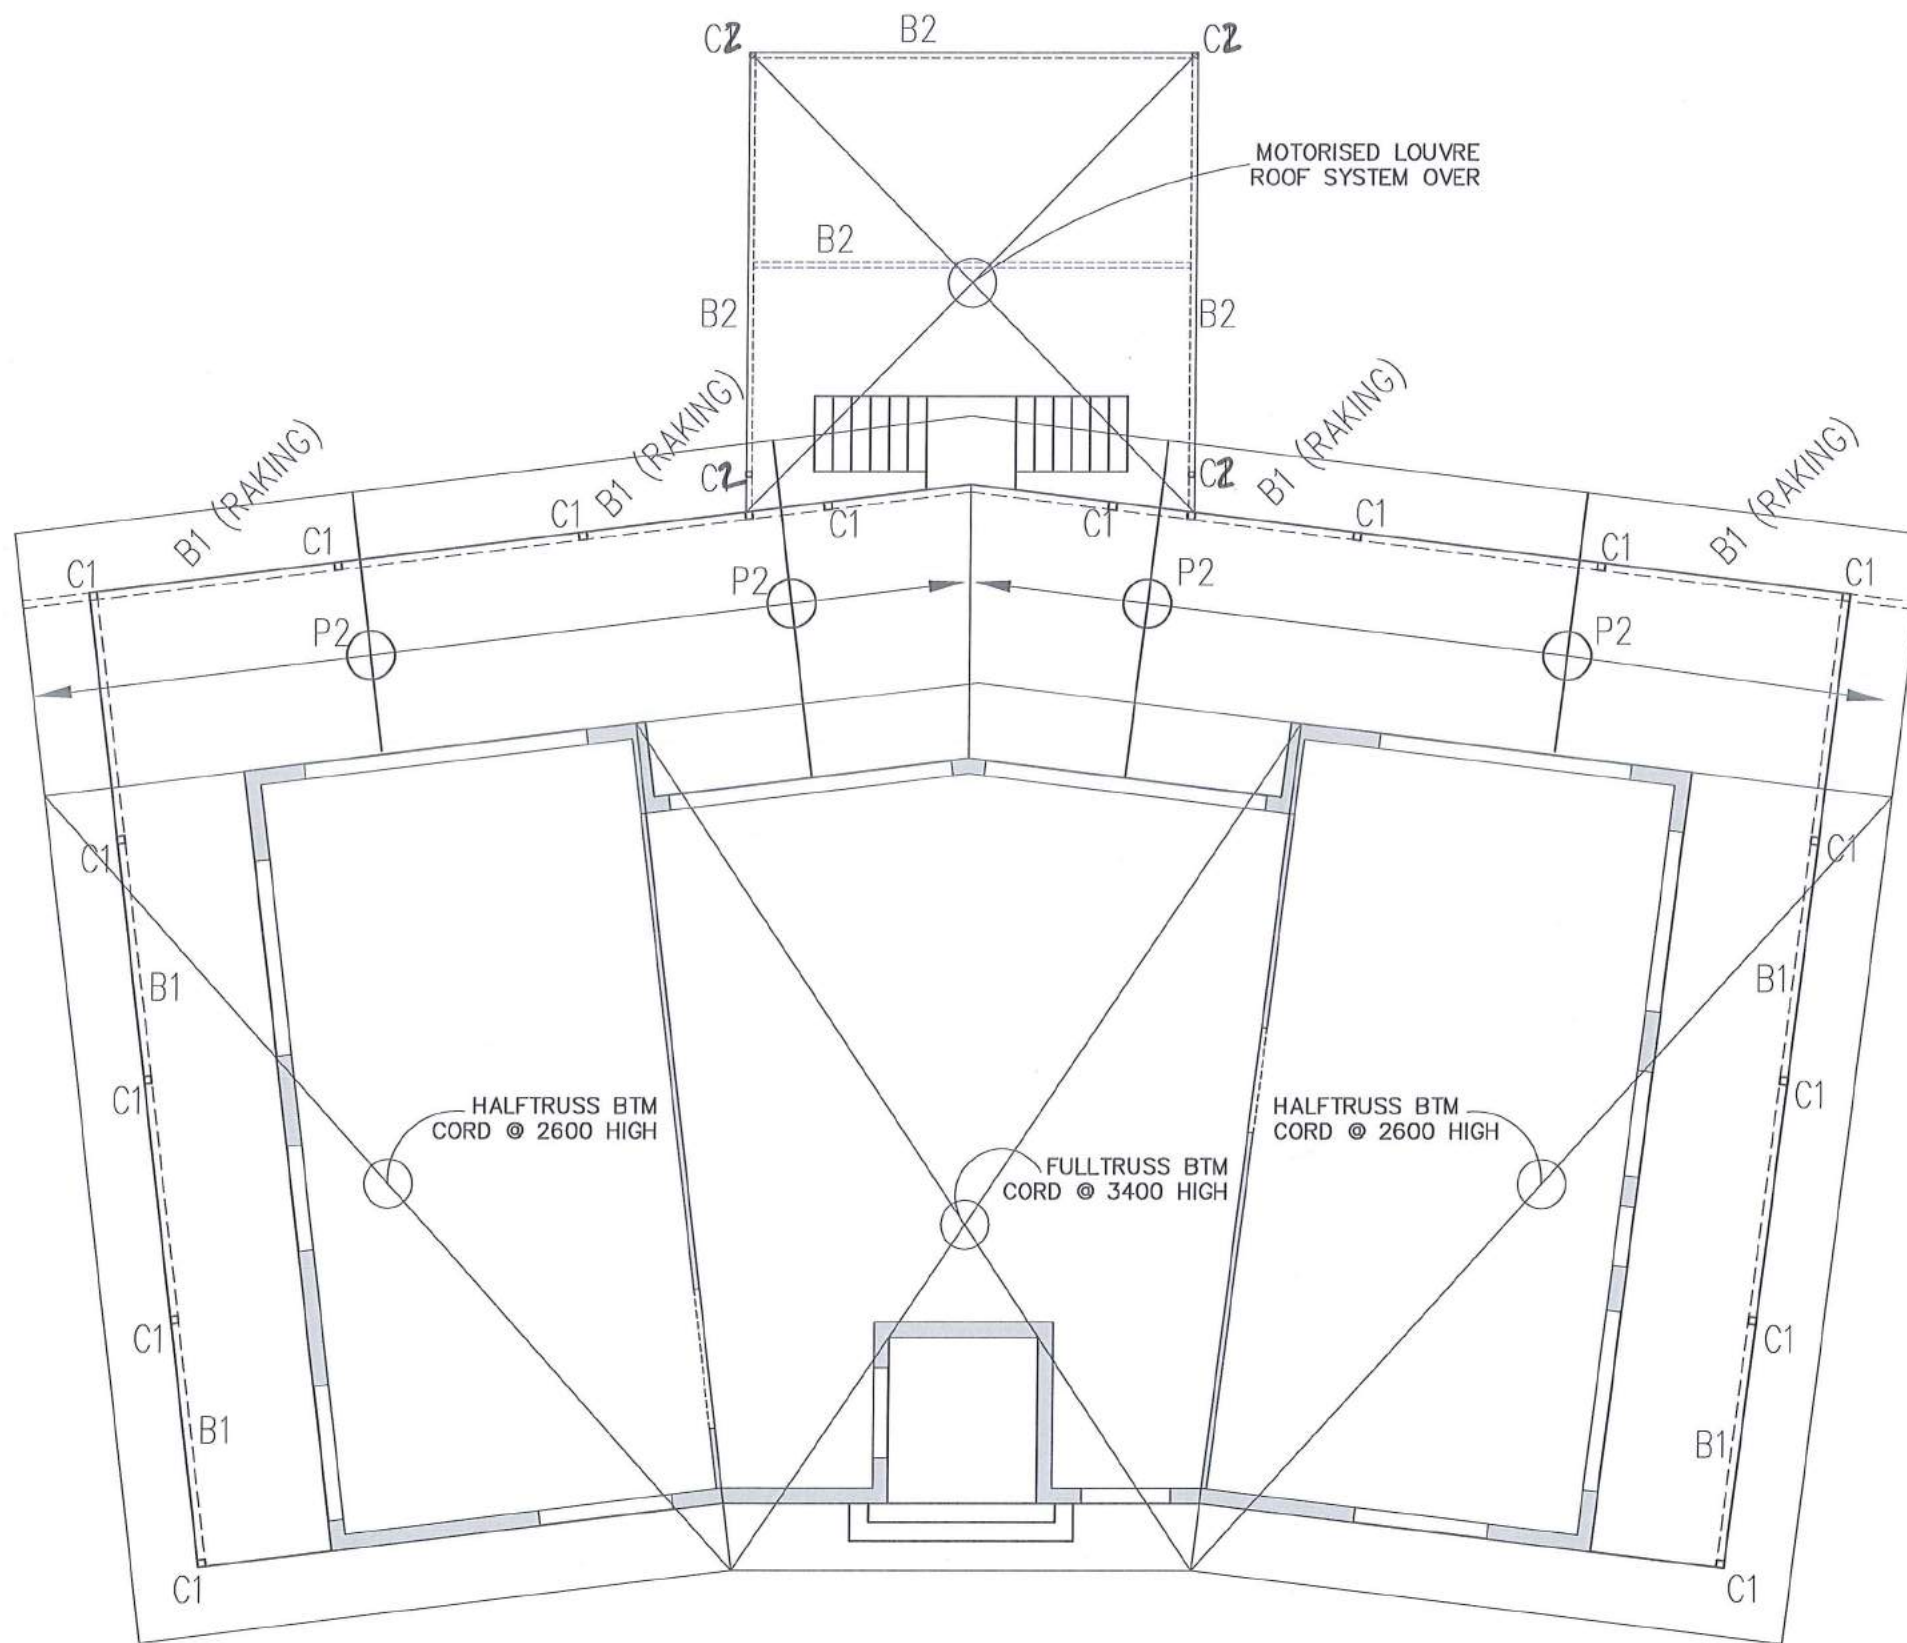 C2
B2
C2
MOTORISED LOUVRE
ROOF SYSTEM OVER
B2
B2
B2
B1 (RAKING)
B1 (RAKING)
B1 (RAKING)
B1 (RAKING)
C2
C2
C1
C1
C1
C1
C1
C1
C1
C1
P2
P2
P2
P2
C1
C1
B1
B1
C1
C1
HALFTRUSS BTM
CORD @ 2600 HIGH
HALFTRUSS BTM
CORD @ 2600 HIGH
FULLTRUSS BTM
CORD @ 3400 HIGH
C1
C1
B1
B1
C1
C1